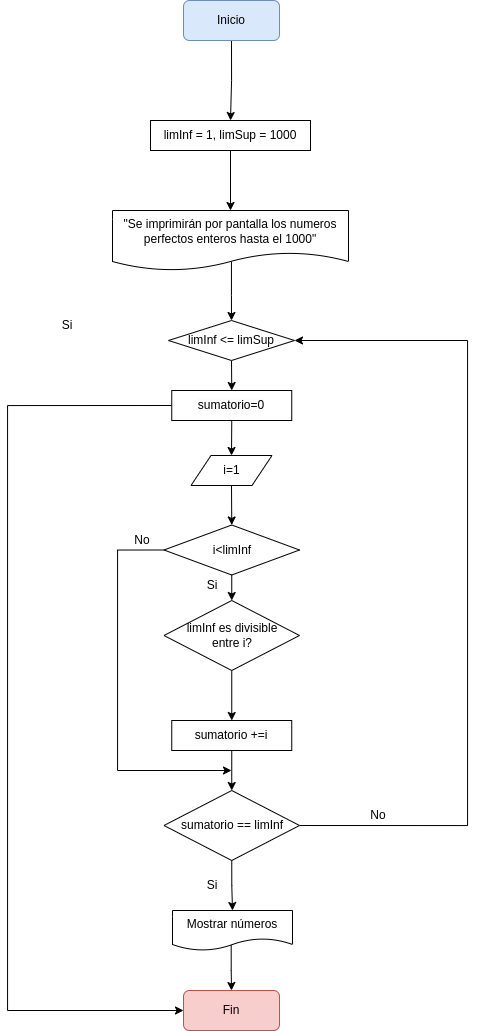 Inicio
limInf = 1, limSup = 1000
"Se imprimirán por pantalla los numeros
perfectos enteros hasta el 1000"
Si
limInf <= limSup
sumatorio=0
i=1
No
i<limInf
Si
limInf es divisible
entre i?
sumatorio +=i
sumatorio == limInf
No
Si
Mostrar números
Fin